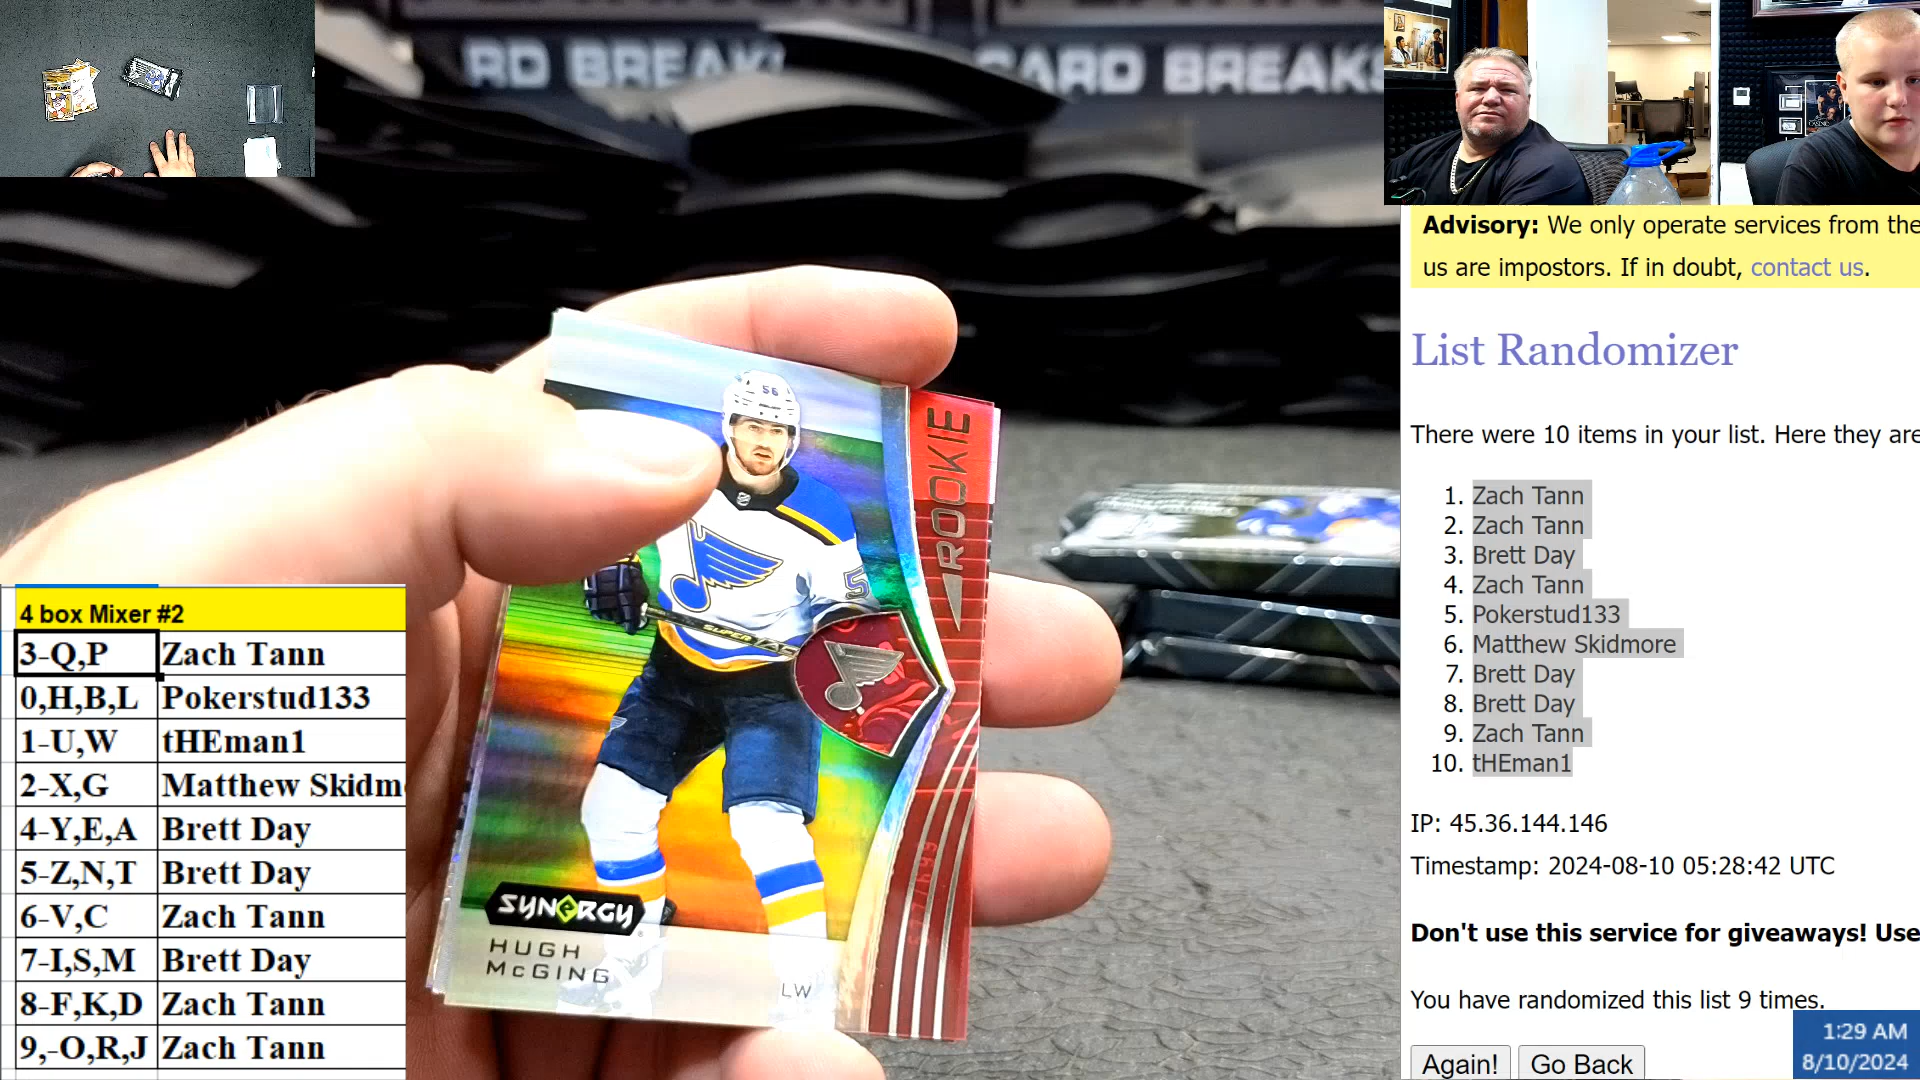 RD BREAK
CARD BREAKS
Advisory: We only operate services from the
us are impostors. If in doubt, contact us.
List Randomizer
There were 10 items in your list. Here they are
1. Zach Tann
2. Zach Tann
3. Brett Day
4. Zach Tann
5. Pokerstud133
6. Matthew Skidmore
7. Brett Day
8. Brett Day
9. Zach Tann
10. tHEman1
IP: 45.36.144.146
Timestamp: 2024-08-10 05:28:42 UTC
Don't use this service for giveaways! Use
You have randomized this list 9 times.
Again! Go Back
1:29 AM
8/10/2024
56
ROOKIE
5
SUPER
SYNERGY
HUGH
McGING
LW
4 box Mixer #2
3-Q,P Zach Tann
0,H,B,L Pokerstud133
1-U,W tHEman1
2-X,G Matthew Skidm
4-Y,E,A Brett Day
5-Z,N,T Brett Day
6-V,C Zach Tann
7-I,S,M Brett Day
8-F,K,D Zach Tann
9,-O,R,J Zach Tann